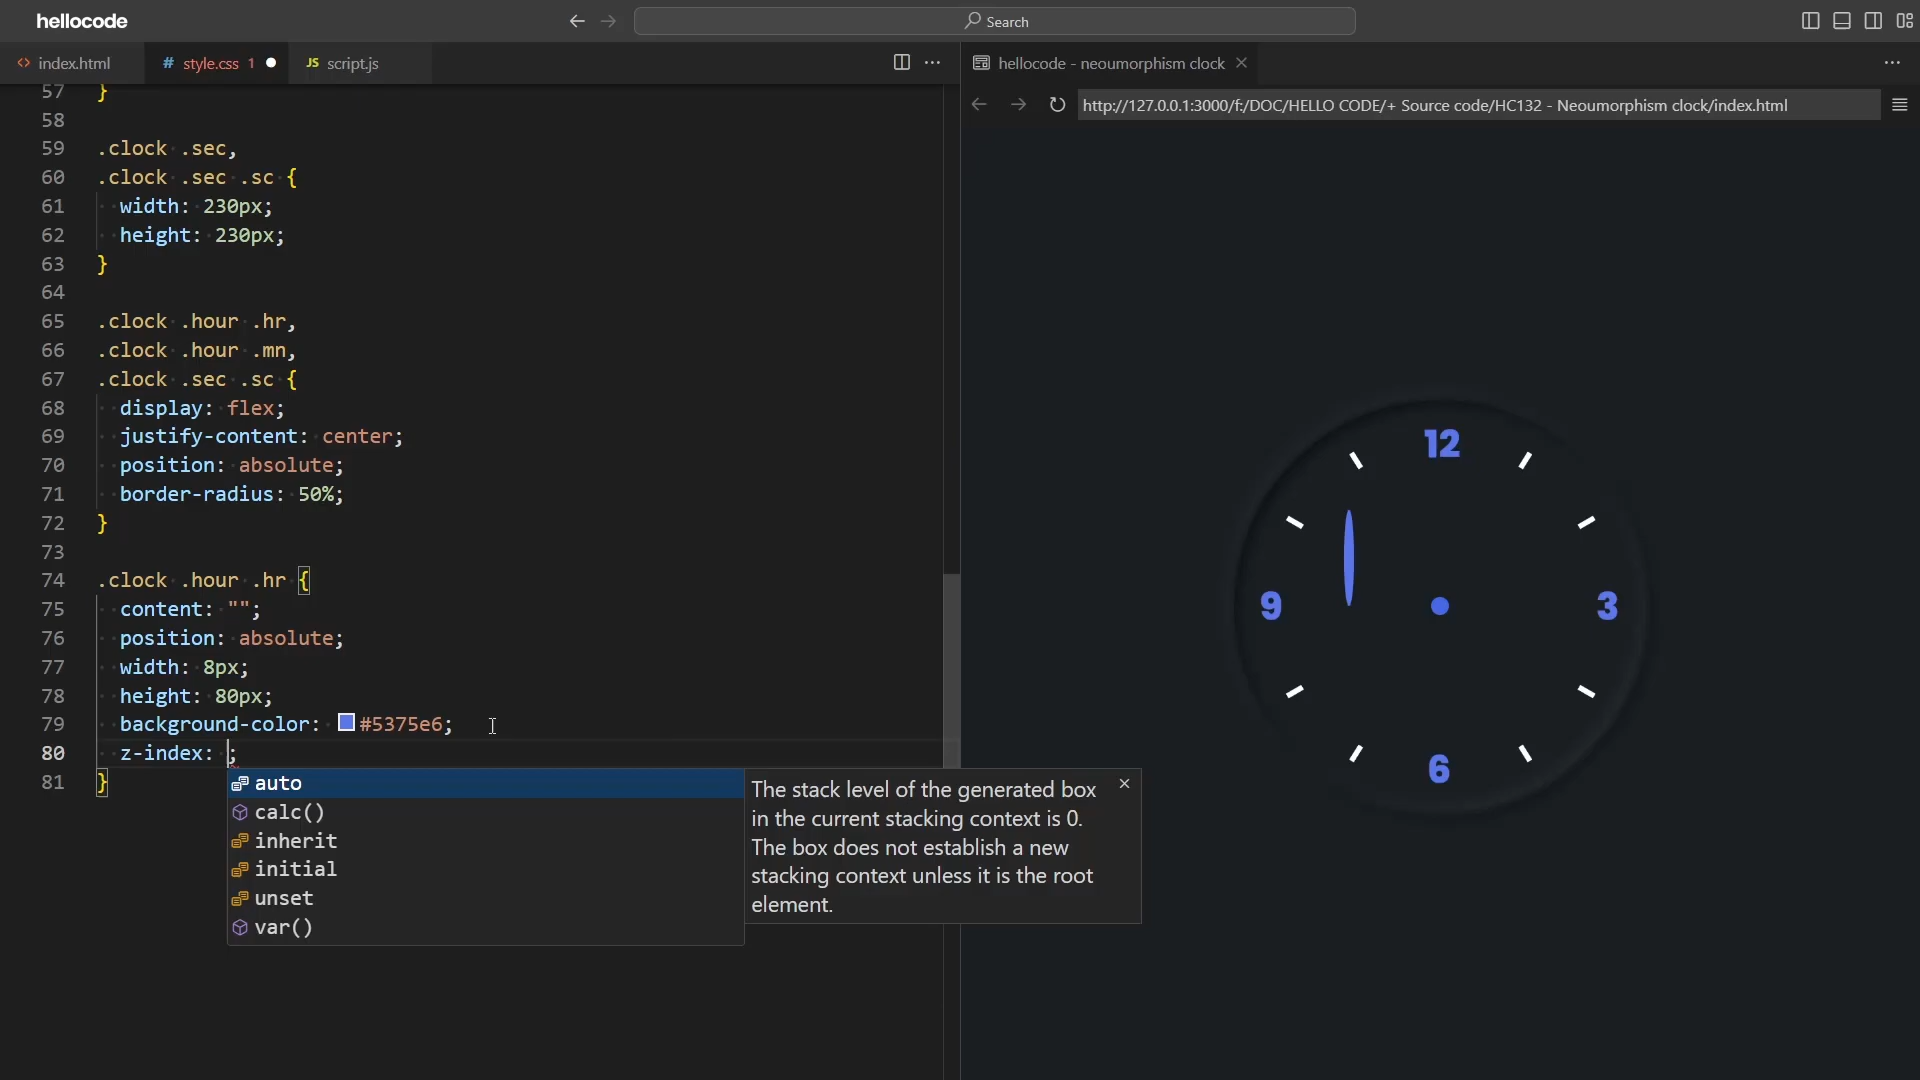 hellocode
Search
index.html
style.css 1
JS script.js
hellocode - neoumorphism clock
http://127.0.0.1:3000/f:/DOC/HELLO CODE/+ Source code/HC132 - Neoumorphism clock/index.html
57 }
58
59 .clock .sec,
60 .clock .sec .sc {
61 width: 230px;
62 height: 230px;
63 }
64
65 .clock .hour .hr,
66 .clock .hour .mn,
67 .clock .sec .sc {
68 display: flex;
69 justify-content: center;
70 position: absolute;
71 border-radius: 50%;
72 }
73
74 .clock .hour .hr {
75 content: "";
76 position: absolute;
77 width: 8px;
78 height: 80px;
79 background-color: #5375e6;
80 z-index: ;
81 }
auto
calc()
inherit
initial
unset
var()
The stack level of the generated box
in the current stacking context is 0.
The box does not establish a new
stacking context unless it is the root
element.
12
9
3
6